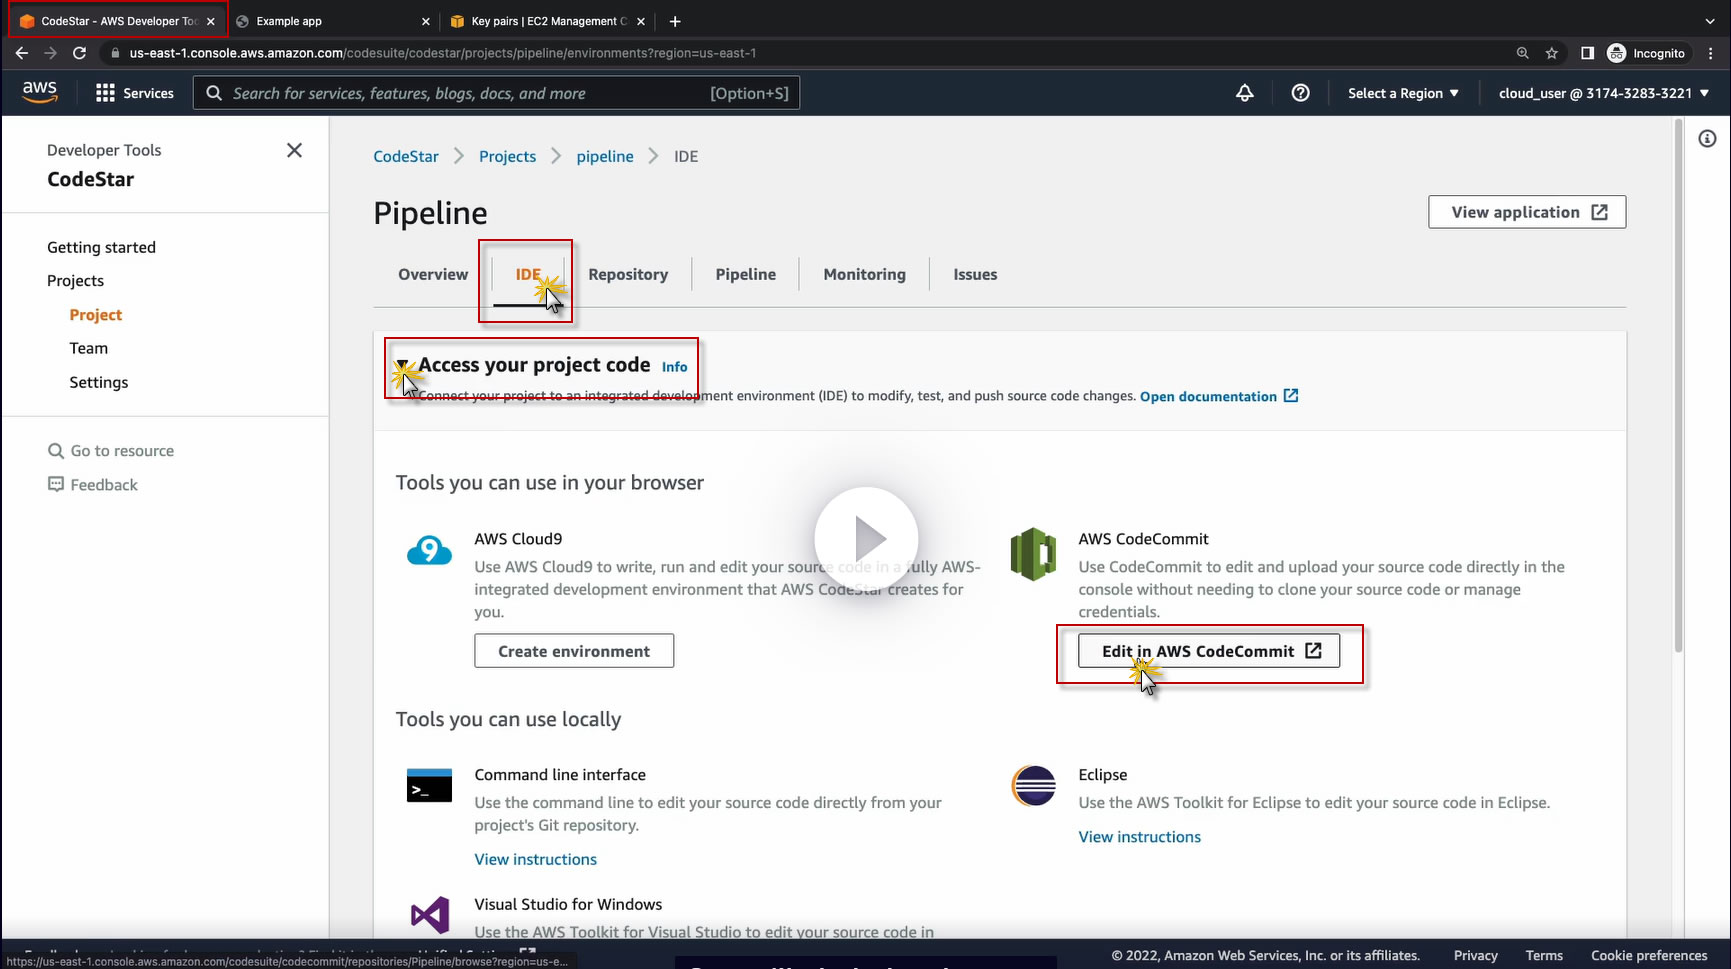 CodeStar - AWS Developer Too
Example app
Key pairs | EC2 Management C
us-east-1.console.aws.amazon.com/codesuite/codestar/projects/pipeline/environments?region=us-east-1
Incognito
aws
Services
Search for services, features, blogs, docs, and more
[Option+S]
Select a Region
cloud_user @ 3174-3283-3221
Developer Tools
CodeStar
Getting started
Projects
Project
Team
Settings
Go to resource
Feedback
CodeStar
Projects
pipeline
IDE
Pipeline
View application
Overview
IDE
Repository
Pipeline
Monitoring
Issues
Access your project code Info
Connect your project to an integrated development environment (IDE) to modify, test, and push source code changes. Open documentation
Tools you can use in your browser
9
AWS Cloud9
Use AWS Cloud9 to write, run and edit your source code in a fully AWS-
integrated development environment that AWS CodeStar creates for
you.
Create environment
AWS CodeCommit
Use CodeCommit to edit and upload your source code directly in the
console without needing to clone your source code or manage
credentials.
Edit in AWS CodeCommit
Tools you can use locally
>_
Command line interface
Use the command line to edit your source code directly from your
project's Git repository.
View instructions
Eclipse
Use the AWS Toolkit for Eclipse to edit your source code in Eclipse.
View instructions
Visual Studio for Windows
Use the AWS Toolkit for Visual Studio to edit your source code in
https://us-east-1.console.aws.amazon.com/codesuite/codecommit/repositories/Pipeline/browse?region=us-e...
© 2022, Amazon Web Services, Inc. or its affiliates.
Privacy
Terms
Cookie preferences